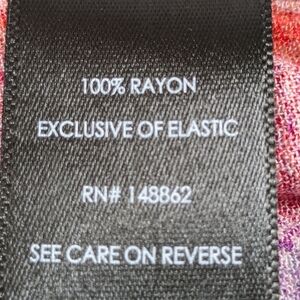 100% RAYON
EXCLUSIVE OF ELASTIC
RN# 148862
SEE CARE ON REVERSE